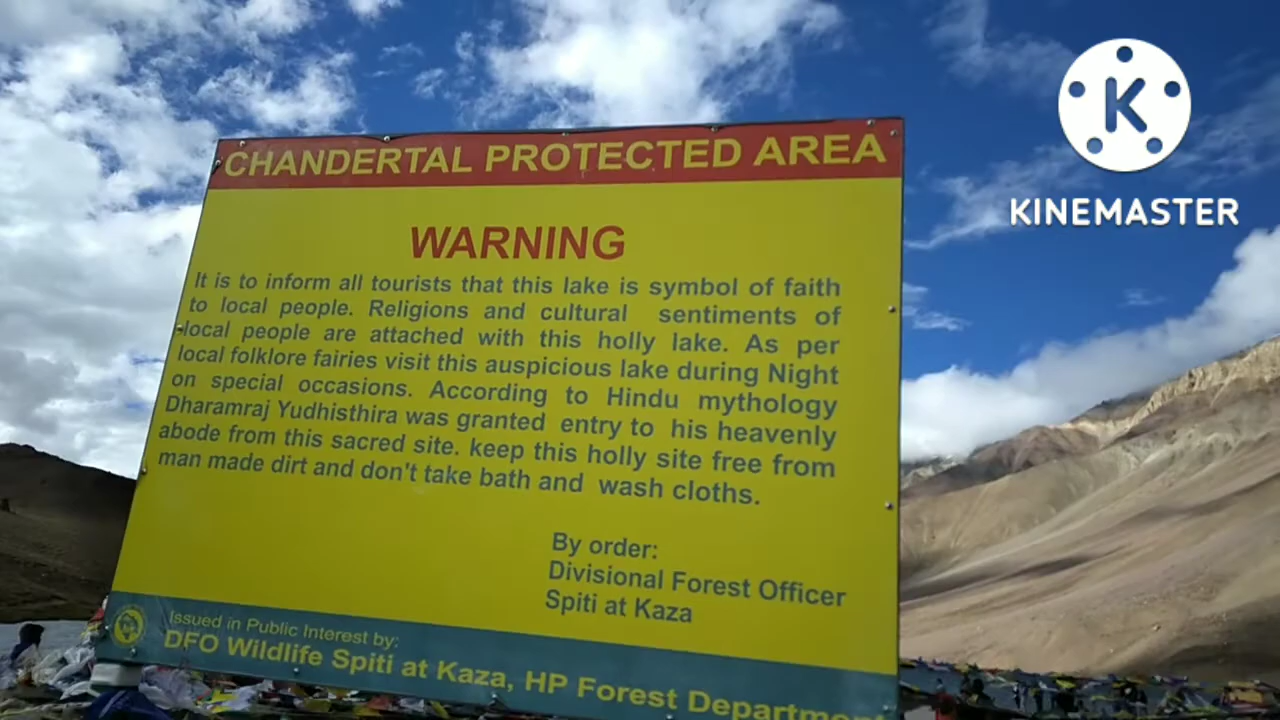 CHANDERTAL PROTECTED AREA
WARNING
It is to inform all tourists that this lake is symbol of faith
to local people. Religions and cultural sentiments of
local people are attached with this holly lake. As per
local folklore fairies visit this auspicious lake during Night
on special occasions. According to Hindu mythology
Dharamraj Yudhisthira was granted entry to his heavenly
abode from this sacred site. keep this holly site free from
man made dirt and don't take bath and wash cloths.
By order:
Divisional Forest Officer
Spiti at Kaza
Issued in Public Interest by:
DFO Wildlife Spiti at Kaza, HP Forest Department
K
KINEMASTER